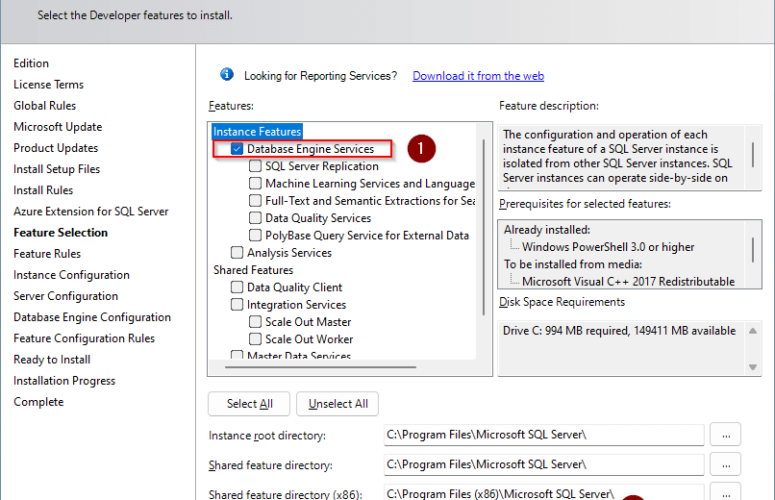 Select the Developer features to install.
Edition
License Terms
Global Rules
Microsoft Update
Product Updates
Install Setup Files
Install Rules
Azure Extension for SQL Server
Feature Selection
Feature Rules
Instance Configuration
Server Configuration
Database Engine Configuration
Feature Configuration Rules
Ready to Install
Installation Progress
Complete
Looking for Reporting Services? Download it from the web
Features:
Instance Features
Database Engine Services
1
SQL Server Replication
Machine Learning Services and Language
Full-Text and Semantic Extractions for Sea
Data Quality Services
PolyBase Query Service for External Data
Analysis Services
Shared Features
Data Quality Client
Integration Services
Scale Out Master
Scale Out Worker
Master Data Services
Feature description:
The configuration and operation of each
instance feature of a SQL Server instance is
isolated from other SQL Server instances. SQL
Server instances can operate side-by-side on
Prerequisites for selected features:
Already installed:
Windows PowerShell 3.0 or higher
To be installed from media:
Microsoft Visual C++ 2017 Redistributable
Disk Space Requirements
Drive C: 994 MB required, 149411 MB available
Select All
Unselect All
Instance root directory:
C:\Program Files\Microsoft SQL Server\
...
Shared feature directory:
C:\Program Files\Microsoft SQL Server\
...
Shared feature directory (x86):
C:\Program Files (x86)\Microsoft SQL Server\
...